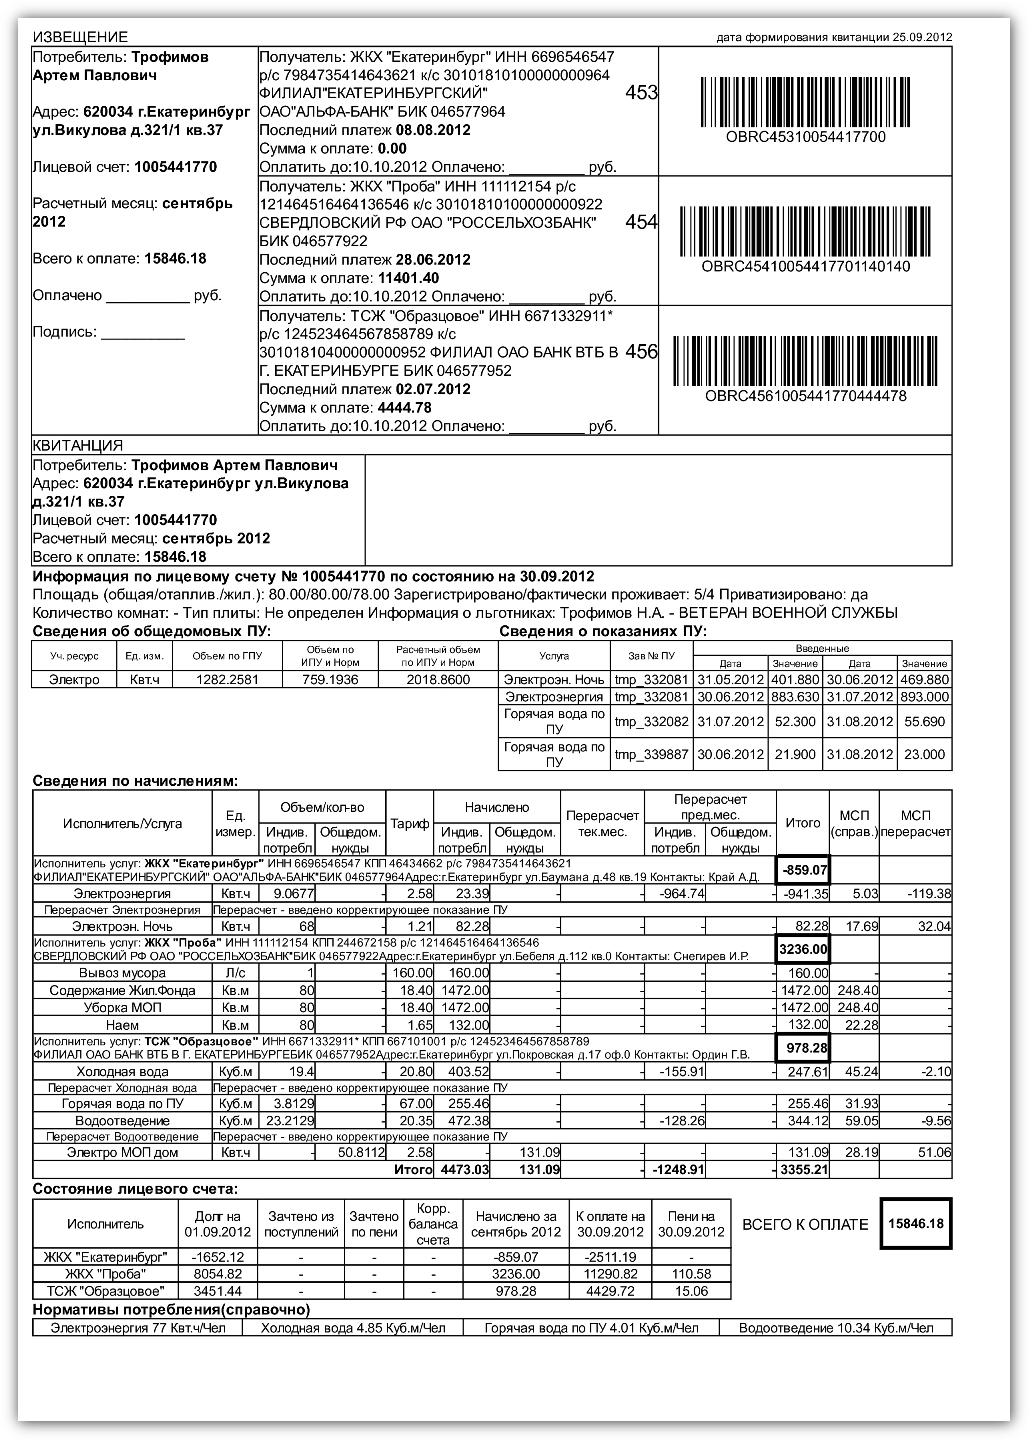 ИЗВЕЩЕНИЕ
дата формирования квитанции 25.09.2012
Потребитель: Трофимов
Артем Павлович
Адрес: 620034 г.Екатеринбург
ул.Викулова д.321/1 кв.37
Лицевой счет: 1005441770
Расчетный месяц: сентябрь
2012
Всего к оплате: 15846.18
Оплачено __________ руб.
Подпись: __________
Получатель: ЖКХ "Екатеринбург" ИНН 6696546547
р/с 7984735414643621 к/с 30101810100000000964
ФИЛИАЛ"ЕКАТЕРИНБУРГСКИЙ"
ОАО"АЛЬФА-БАНК" БИК 046577964
Последний платеж 08.08.2012
Сумма к оплате: 0.00
Оплатить до:10.10.2012 Оплачено: _________ руб.
453
OBRC45310054417700
Получатель: ЖКХ "Проба" ИНН 111112154 р/с
121464516464136546 к/с 30101810100000000922
СВЕРДЛОВСКИЙ РФ ОАО "РОССЕЛЬХОЗБАНК"
БИК 046577922
Последний платеж 28.06.2012
Сумма к оплате: 11401.40
Оплатить до:10.10.2012 Оплачено: _________ руб.
454
OBRC45410054417701140140
Получатель: ТСЖ "Образцовое" ИНН 6671332911*
р/с 124523464567858789 к/с
30101810400000000952 ФИЛИАЛ ОАО БАНК ВТБ В
Г. ЕКАТЕРИНБУРГЕ БИК 046577952
Последний платеж 02.07.2012
Сумма к оплате: 4444.78
Оплатить до:10.10.2012 Оплачено: _________ руб.
456
OBRC4561005441770444478
КВИТАНЦИЯ
Потребитель: Трофимов Артем Павлович
Адрес: 620034 г.Екатеринбург ул.Викулова
д.321/1 кв.37
Лицевой счет: 1005441770
Расчетный месяц: сентябрь 2012
Всего к оплате: 15846.18
Информация по лицевому счету № 1005441770 по состоянию на 30.09.2012
Площадь (общая/отаплив./жил.): 80.00/80.00/78.00 Зарегистрировано/фактически проживает: 5/4 Приватизировано: да
Количество комнат: - Тип плиты: Не определен Информация о льготниках: Трофимов Н.А. - ВЕТЕРАН ВОЕННОЙ СЛУЖБЫ
Сведения об общедомовых ПУ:
Уч. ресурс Ед. изм. Объем по ГПУ Объем по ИПУ и Норм Расчетный объем по ИПУ и Норм
Электро Квт.ч 1282.2581 759.1936 2018.8600
Сведения о показаниях ПУ:
Услуга Зав № ПУ Введенные
Дата Значение Дата Значение
Электроэн. Ночь tmp_332081 31.05.2012 401.880 30.06.2012 469.880
Электроэнергия tmp_332081 30.06.2012 883.630 31.07.2012 893.000
Горячая вода по ПУ tmp_332082 31.07.2012 52.300 31.08.2012 55.690
Горячая вода по ПУ tmp_339887 30.06.2012 21.900 31.08.2012 23.000
Сведения по начислениям:
Исполнитель/Услуга Ед. измер. Объем/кол-во Тариф Начислено Перерасчет тек.мес. Перерасчет пред.мес. Итого МСП (справ.) МСП перерасчет
Индив. потребл Общедом. нужды Индив. потребл Общедом. нужды Индив. потребл Общедом. нужды
Исполнитель услуг: ЖКХ "Екатеринбург" ИНН 6696546547 КПП 46434662 р/с 7984735414643621
ФИЛИАЛ"ЕКАТЕРИНБУРГСКИЙ" ОАО"АЛЬФА-БАНК"БИК 046577964Адрес:г.Екатеринбург ул.Баумана д.48 кв.19 Контакты: Край А.Д.
-859.07
Электроэнергия Квт.ч 9.0677 - 2.58 23.39 - - -964.74 - -941.35 5.03 -119.38
Перерасчет Электроэнергия Перерасчет - введено корректирующее показание ПУ
Электроэн. Ночь Квт.ч 68 - 1.21 82.28 - - - - 82.28 17.69 32.04
Исполнитель услуг: ЖКХ "Проба" ИНН 111112154 КПП 244672158 р/с 121464516464136546
СВЕРДЛОВСКИЙ РФ ОАО "РОССЕЛЬХОЗБАНК"БИК 046577922Адрес:г.Екатеринбург ул.Бебеля д.112 кв.0 Контакты: Снегирев И.Р.
3236.00
Вывоз мусора Л/с 1 - 160.00 160.00 - - - - 160.00 - -
Содержание Жил.Фонда Кв.м 80 - 18.40 1472.00 - - - - 1472.00 248.40 -
Уборка МОП Кв.м 80 - 18.40 1472.00 - - - - 1472.00 248.40 -
Наем Кв.м 80 - 1.65 132.00 - - - - 132.00 22.28 -
Исполнитель услуг: ТСЖ "Образцовое" ИНН 6671332911* КПП 667101001 р/с 124523464567858789
ФИЛИАЛ ОАО БАНК ВТБ В Г. ЕКАТЕРИНБУРГЕБИК 046577952Адрес:г.Екатеринбург ул.Покровская д.17 оф.0 Контакты: Ордин Г.В.
978.28
Холодная вода Куб.м 19.4 - 20.80 403.52 - - -155.91 - 247.61 45.24 -2.10
Перерасчет Холодная вода Перерасчет - введено корректирующее показание ПУ
Горячая вода по ПУ Куб.м 3.8129 - 67.00 255.46 - - - - 255.46 31.93 -
Водоотведение Куб.м 23.2129 - 20.35 472.38 - - -128.26 - 344.12 59.05 -9.56
Перерасчет Водоотведение Перерасчет - введено корректирующее показание ПУ
Электро МОП дом Квт.ч - 50.8112 2.58 - 131.09 - - - 131.09 28.19 51.06
Итого 4473.03 131.09 - -1248.91 - 3355.21
Состояние лицевого счета:
Исполнитель Долг на 01.09.2012 Зачтено из поступлений Зачтено по пени Корр. баланса счета Начислено за сентябрь 2012 К оплате на 30.09.2012 Пени на 30.09.2012
ЖКХ "Екатеринбург" -1652.12 - - - -859.07 -2511.19 -
ЖКХ "Проба" 8054.82 - - - 3236.00 11290.82 110.58
ТСЖ "Образцовое" 3451.44 - - - 978.28 4429.72 15.06
ВСЕГО К ОПЛАТЕ 15846.18
Нормативы потребления(справочно)
Электроэнергия 77 Квт.ч/Чел Холодная вода 4.85 Куб.м/Чел Горячая вода по ПУ 4.01 Куб.м/Чел Водоотведение 10.34 Куб.м/Чел